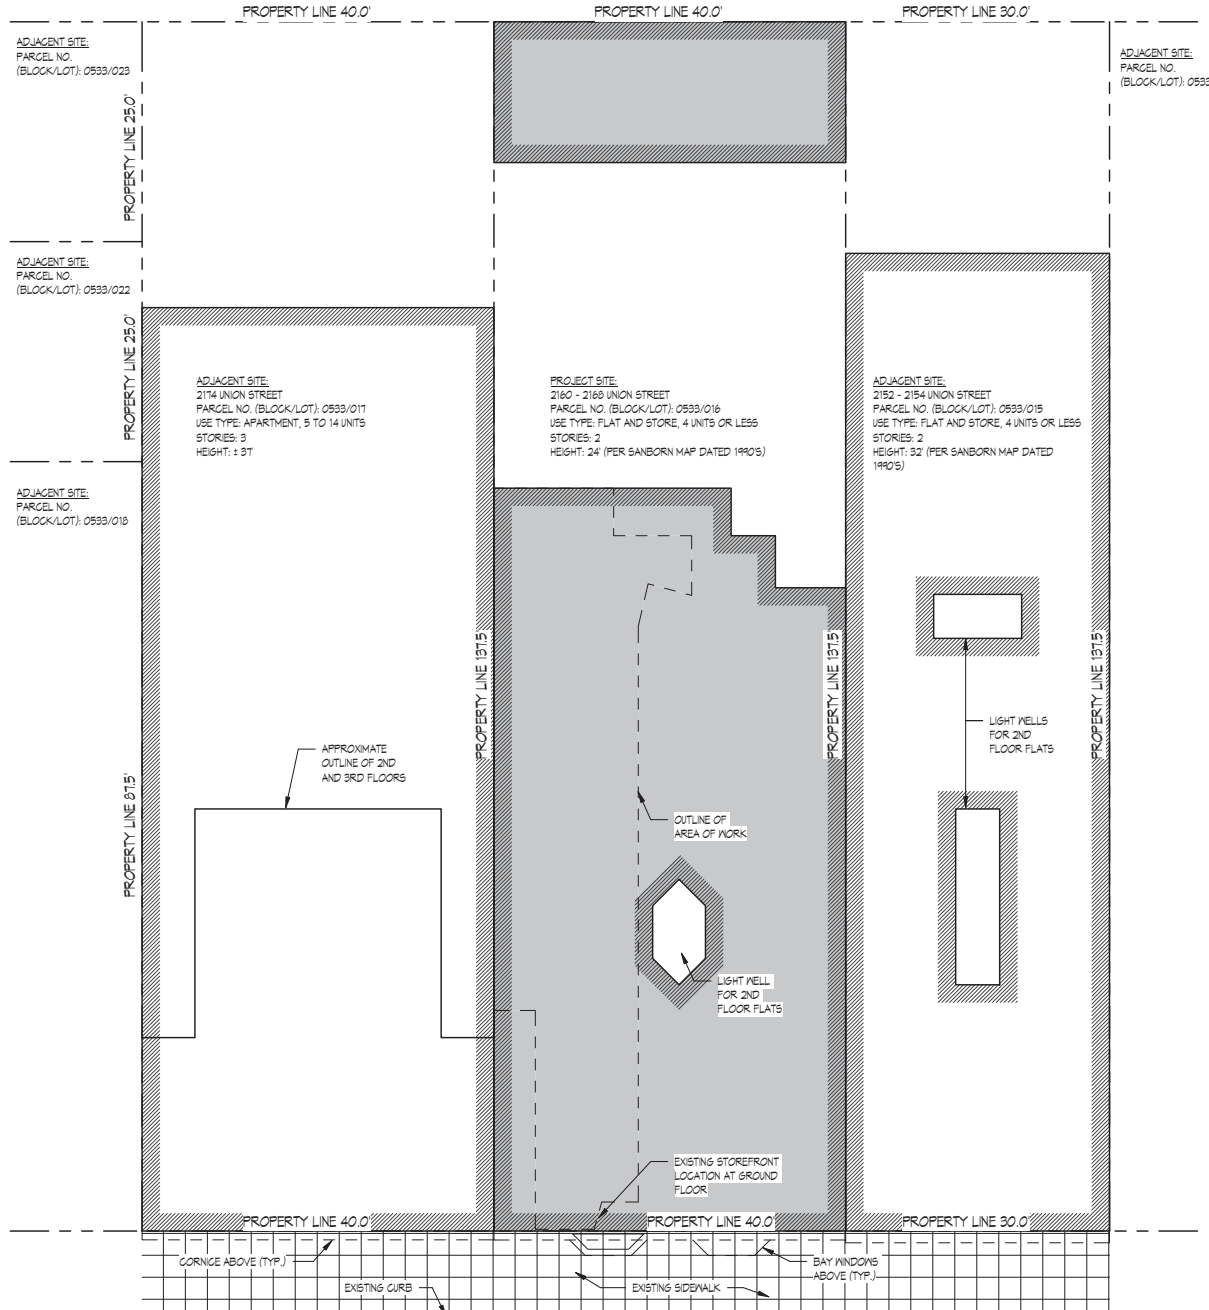 PROPERTY LINE 40.0'
PROPERTY LINE 40.0'
PROPERTY LINE 30.0'
ADJACENT SITE:
PARCEL NO.
(BLOCK/LOT): 0533/023
ADJACENT SITE:
PARCEL NO.
(BLOCK/LOT): 0533
PROPERTY LINE 25.0'
ADJACENT SITE:
PARCEL NO.
(BLOCK/LOT): 0533/022
PROPERTY LINE 25.0'
ADJACENT SITE:
2174 UNION STREET
PARCEL NO. (BLOCK/LOT): 0533/017
USE TYPE: APARTMENT, 5 TO 14 UNITS
STORIES: 3
HEIGHT: ± 37'
PROJECT SITE:
2160 - 2168 UNION STREET
PARCEL NO. (BLOCK/LOT): 0533/016
USE TYPE: FLAT AND STORE, 4 UNITS OR LESS
STORIES: 2
HEIGHT: 24' (PER SANBORN MAP DATED 1990'S)
ADJACENT SITE:
2152 - 2154 UNION STREET
PARCEL NO. (BLOCK/LOT): 0533/015
USE TYPE: FLAT AND STORE, 4 UNITS OR LESS
STORIES: 2
HEIGHT: 32' (PER SANBORN MAP DATED
1990'S)
ADJACENT SITE:
PARCEL NO.
(BLOCK/LOT): 0533/018
PROPERTY LINE 137.5'
PROPERTY LINE 137.5'
PROPERTY LINE 137.5'
LIGHT WELLS
FOR 2ND
FLOOR FLATS
APPROXIMATE
OUTLINE OF 2ND
AND 3RD FLOORS
PROPERTY LINE 87.5'
OUTLINE OF
AREA OF WORK
LIGHT WELL
FOR 2ND
FLOOR FLATS
EXISTING STOREFRONT
LOCATION AT GROUND
FLOOR
PROPERTY LINE 40.0'
PROPERTY LINE 40.0'
PROPERTY LINE 30.0'
CORNICE ABOVE (TYP.)
BAY WINDOWS
ABOVE (TYP.)
EXISTING CURB
EXISTING SIDEWALK